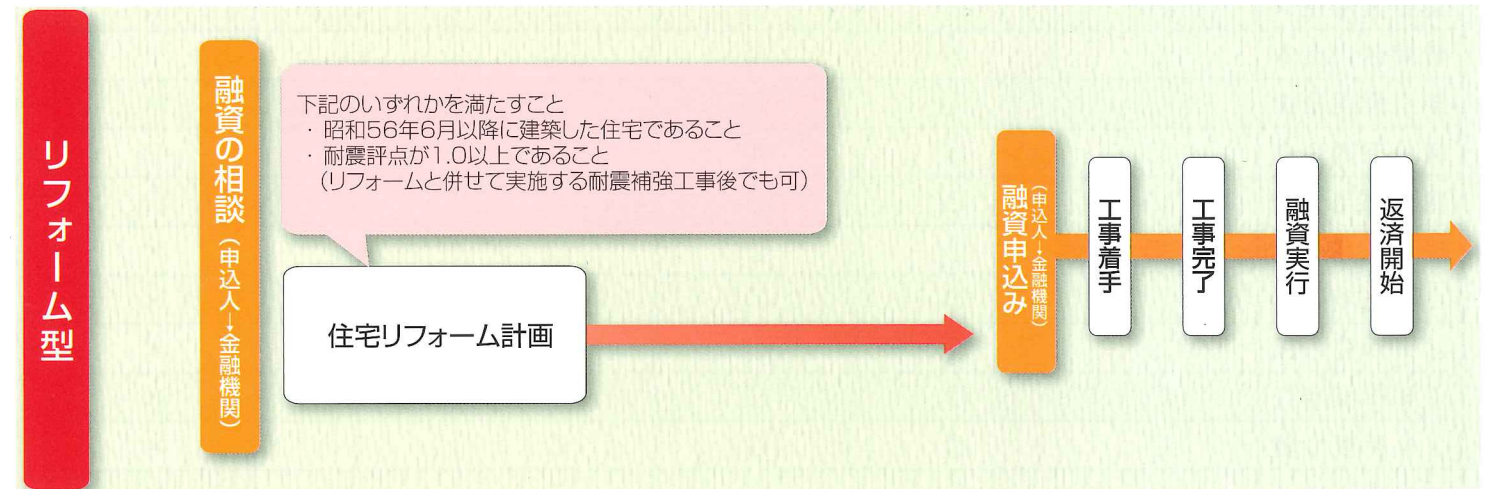 リフォーム型
融資の相談（申込人→金融機関）
下記のいずれかを満たすこと
・昭和56年6月以降に建築した住宅であること
・耐震評点が1.0以上であること
（リフォームと併せて実施する耐震補強工事後でも可）
住宅リフォーム計画
融資申込み（申込人→金融機関）
工事着手
工事完了
融資実行
返済開始